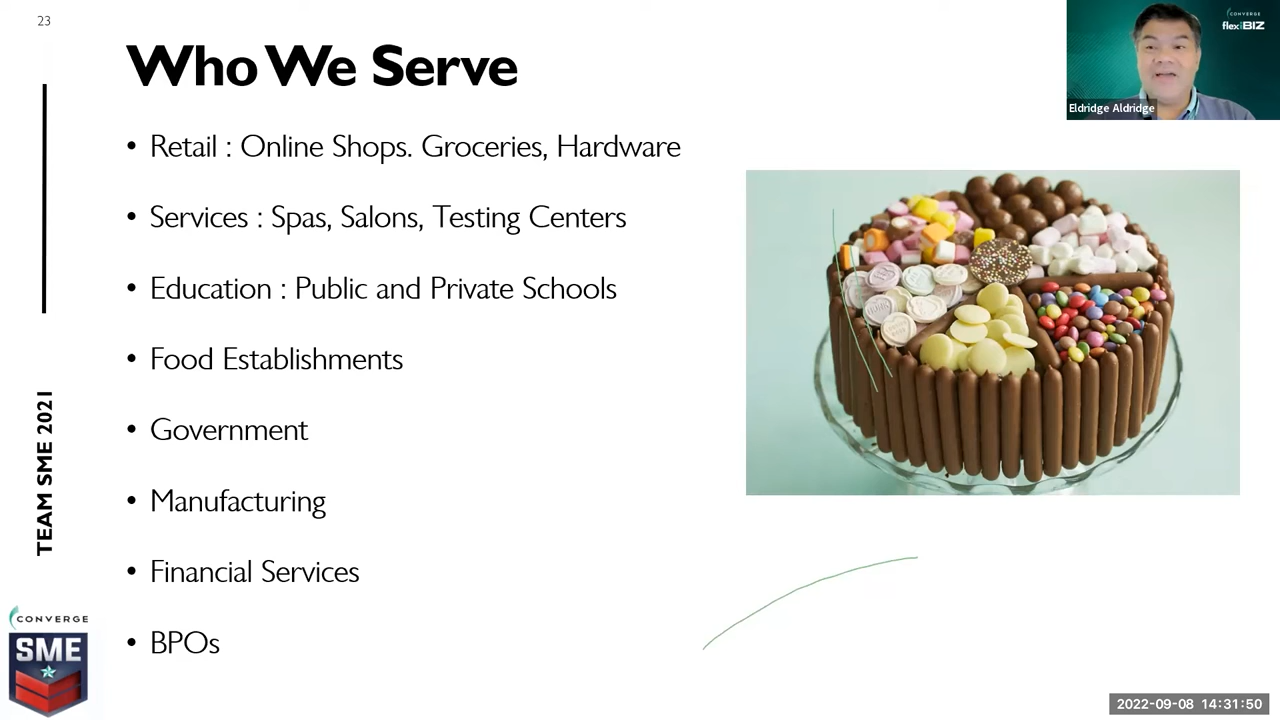 23
Who We Serve
• Retail : Online Shops. Groceries, Hardware
• Services : Spas, Salons, Testing Centers
• Education : Public and Private Schools
• Food Establishments
• Government
• Manufacturing
• Financial Services
• BPOs
TEAM SME 2021
CONVERGE
SME
CONVERGE
flexiBIZ
Eldridge Aldridge
2022-09-08 14:31:50